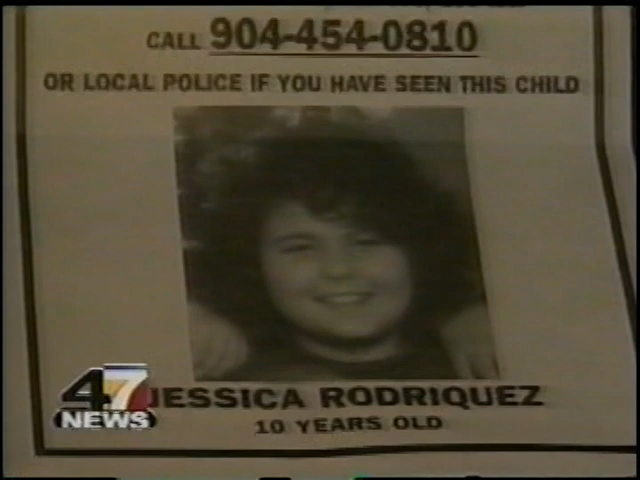 CALL 904-454-0810
OR LOCAL POLICE IF YOU HAVE SEEN THIS CHILD
JESSICA RODRIQUEZ
10 YEARS OLD
47
NEWS